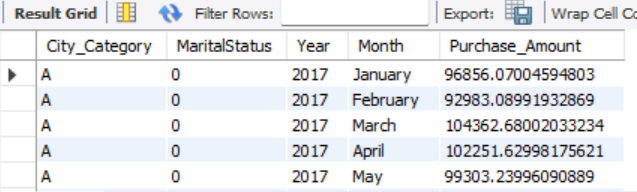 Result Grid Filter Rows: Export: Wrap Cell Co
City_Category MaritalStatus Year Month Purchase_Amount
A 0 2017 January 96856.07004594803
A 0 2017 February 92983.08991932869
A 0 2017 March 104362.68002033234
A 0 2017 April 102251.62998175621
A 0 2017 May 99303.23996090889